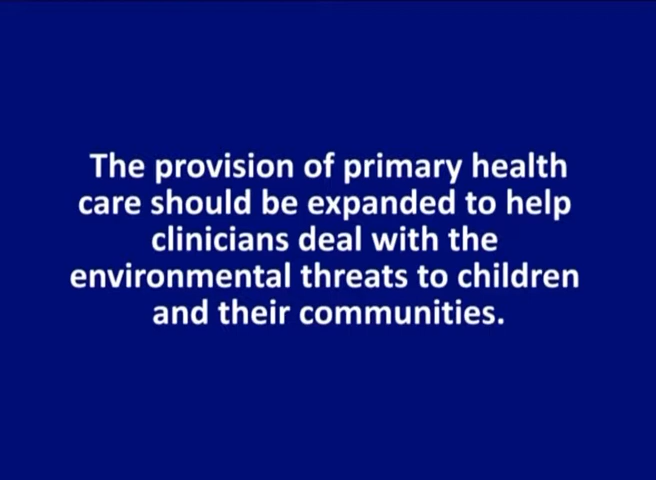 The provision of primary health
care should be expanded to help
clinicians deal with the
environmental threats to children
and their communities.